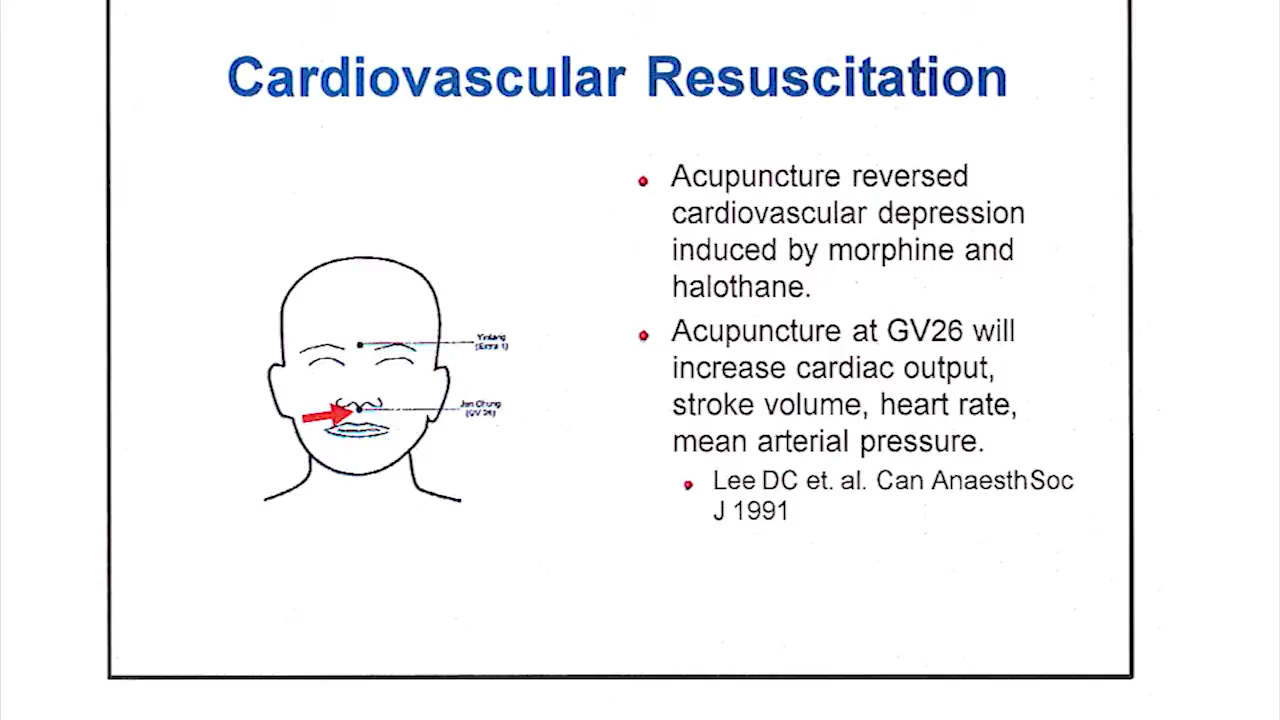 Cardiovascular Resuscitation
Acupuncture reversed
cardiovascular depression
induced by morphine and
halothane.
Yintang
(Extra 1)
Acupuncture at GV26 will
increase cardiac output,
stroke volume, heart rate,
mean arterial pressure.
Jen Chung
(GV 26)
Lee DC et. al. Can AnaesthSoc
J 1991